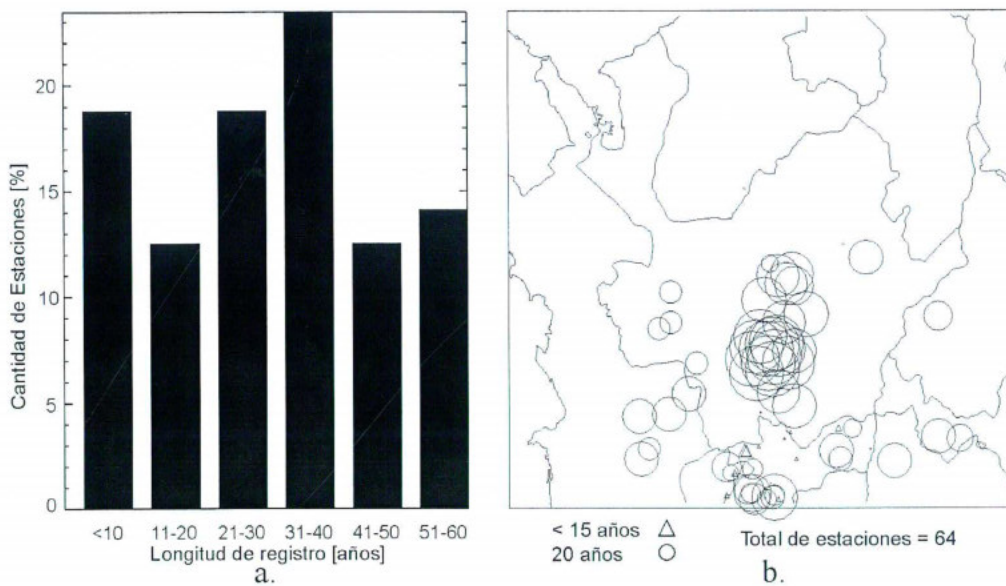 Cantidad de Estaciones [%]
20
15
10
5
0
<10 11-20 21-30 31-40 41-50 51-60
Longitud de registro [años]
a.
< 15 años
20 años
Total de estaciones = 64
b.